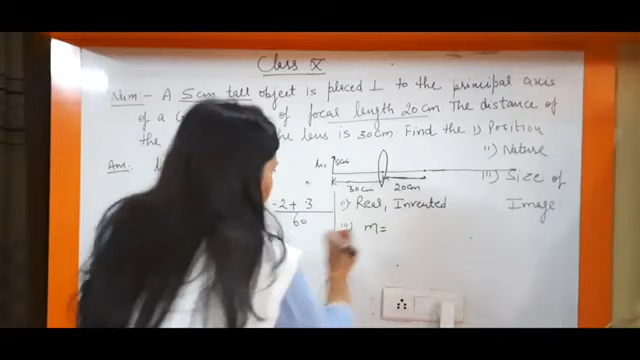 Class X
Num:- A 5cm tall object is placed ⊥ to the principal axis
of a of focal length 20cm The distance of
the the lens is 30cm Find the i) Position
ii) Nature
iii) Size of
Image:
Ans:
5cm
30cm 20cm
-2+3
60
ii) Real, Invented
iii) m=